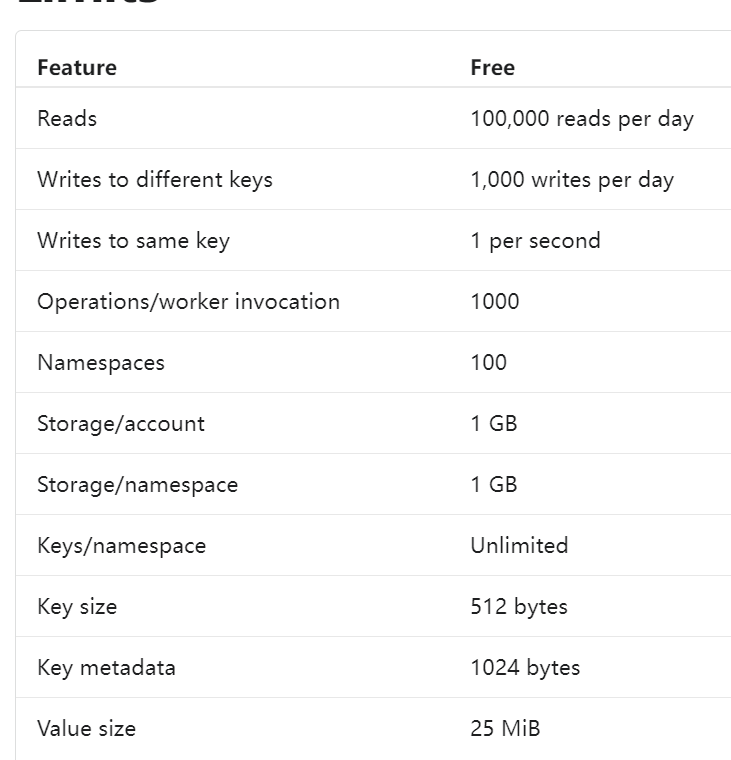 Feature Free
Reads 100,000 reads per day
Writes to different keys 1,000 writes per day
Writes to same key 1 per second
Operations/worker invocation 1000
Namespaces 100
Storage/account 1 GB
Storage/namespace 1 GB
Keys/namespace Unlimited
Key size 512 bytes
Key metadata 1024 bytes
Value size 25 MiB